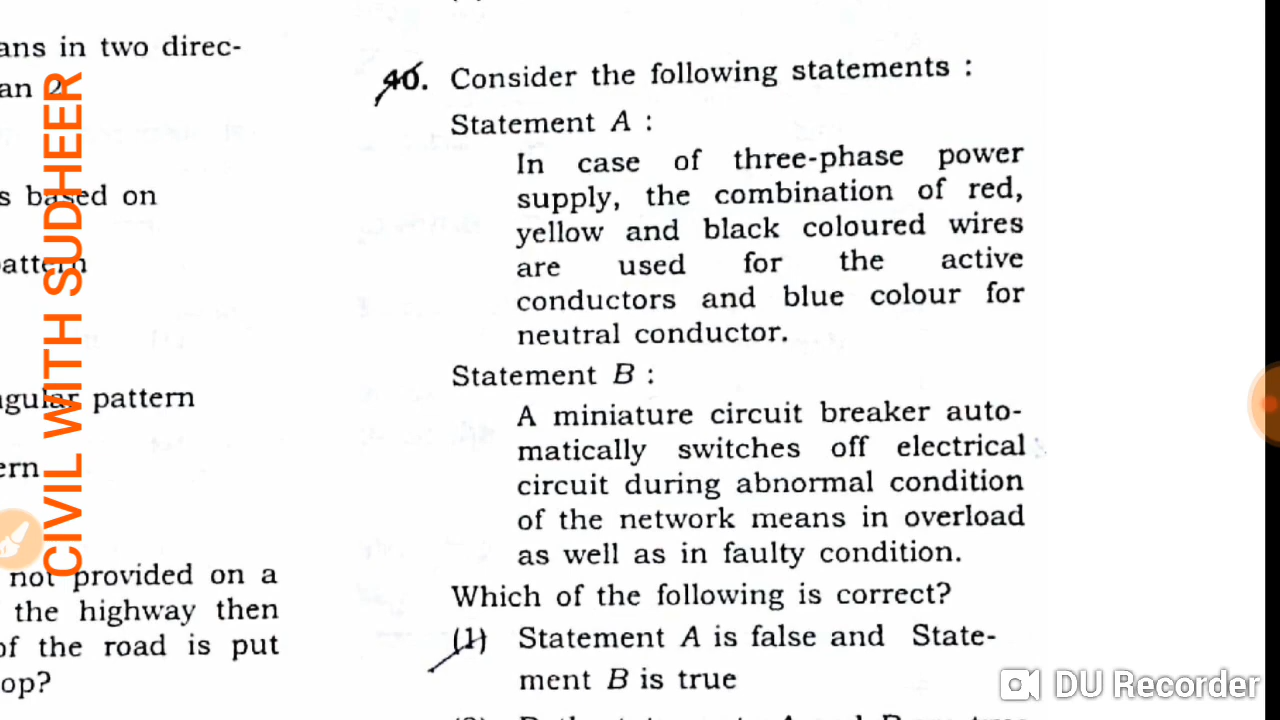 ans in two direc-
an 2
s based on
pattern
ngular pattern
ern
not provided on a
the highway then
of the road is put
op?
CIVIL WITH SUDHEER
40. Consider the following statements :
Statement A :
In case of three-phase power
supply, the combination of red,
yellow and black coloured wires
are used for the active
conductors and blue colour for
neutral conductor.
Statement B :
A miniature circuit breaker auto-
matically switches off electrical
circuit during abnormal condition
of the network means in overload
as well as in faulty condition.
Which of the following is correct?
(1) Statement A is false and State-
ment B is true
DU Recorder